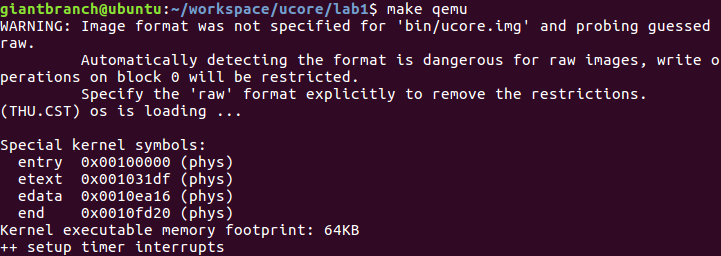 giantbranch@ubuntu:~/workspace/ucore/lab1$ make qemu
WARNING: Image format was not specified for 'bin/ucore.img' and probing guessed
raw.
         Automatically detecting the format is dangerous for raw images, write o
perations on block 0 will be restricted.
         Specify the 'raw' format explicitly to remove the restrictions.
(THU.CST) os is loading ...

Special kernel symbols:
  entry  0x00100000 (phys)
  etext  0x001031df (phys)
  edata  0x0010ea16 (phys)
  end    0x0010fd20 (phys)
Kernel executable memory footprint: 64KB
++ setup timer interrupts